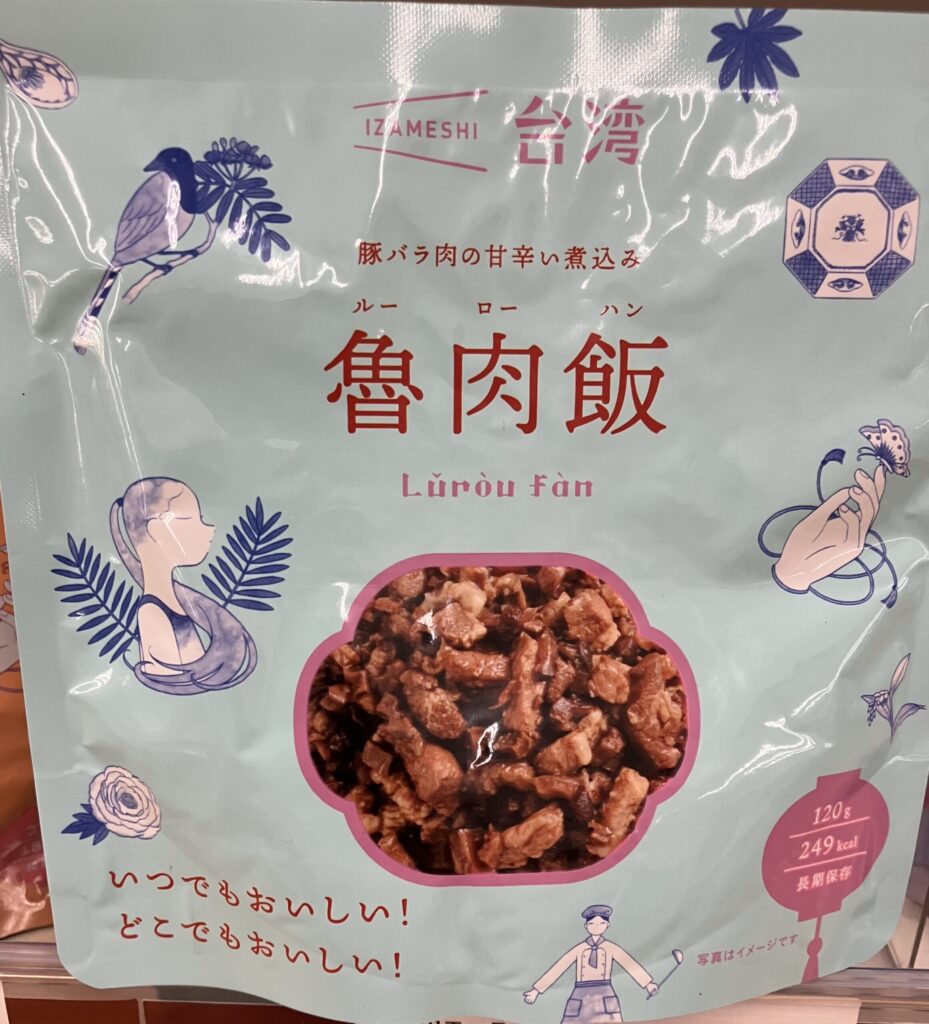 IZAMESHI 台湾
豚バラ肉の甘辛い煮込み
ルー ロー ハン
魯肉飯
Lǔròu fàn
120g
249 kcal
長期保存
いつでもおいしい!
どこでもおいしい!
写真はイメージです